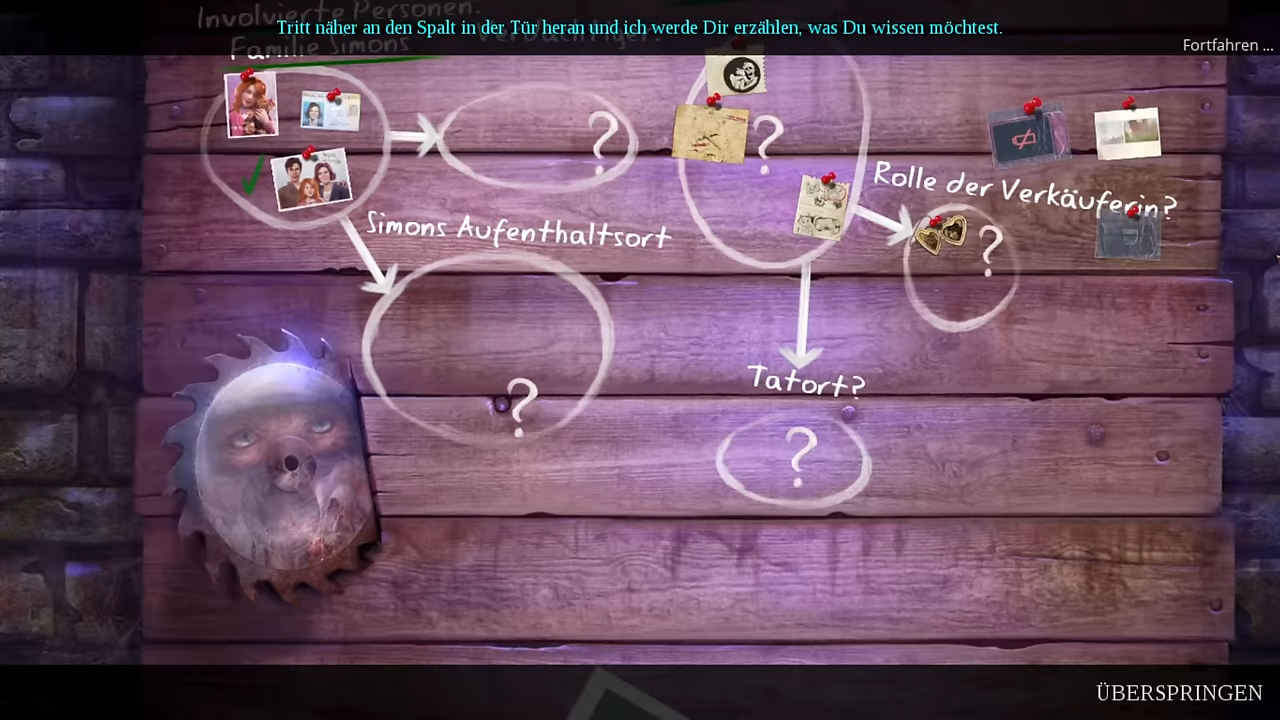 Involvierte Personen.
Tritt näher an den Spalt in der Tür heran und ich werde Dir erzählen, was Du wissen möchtest.
Familie Simons
Fortfahren ...
?
?
Rolle der Verkäuferin?
Simons Aufenthaltsort
?
Tatort?
?
?
ÜBERSPRINGEN